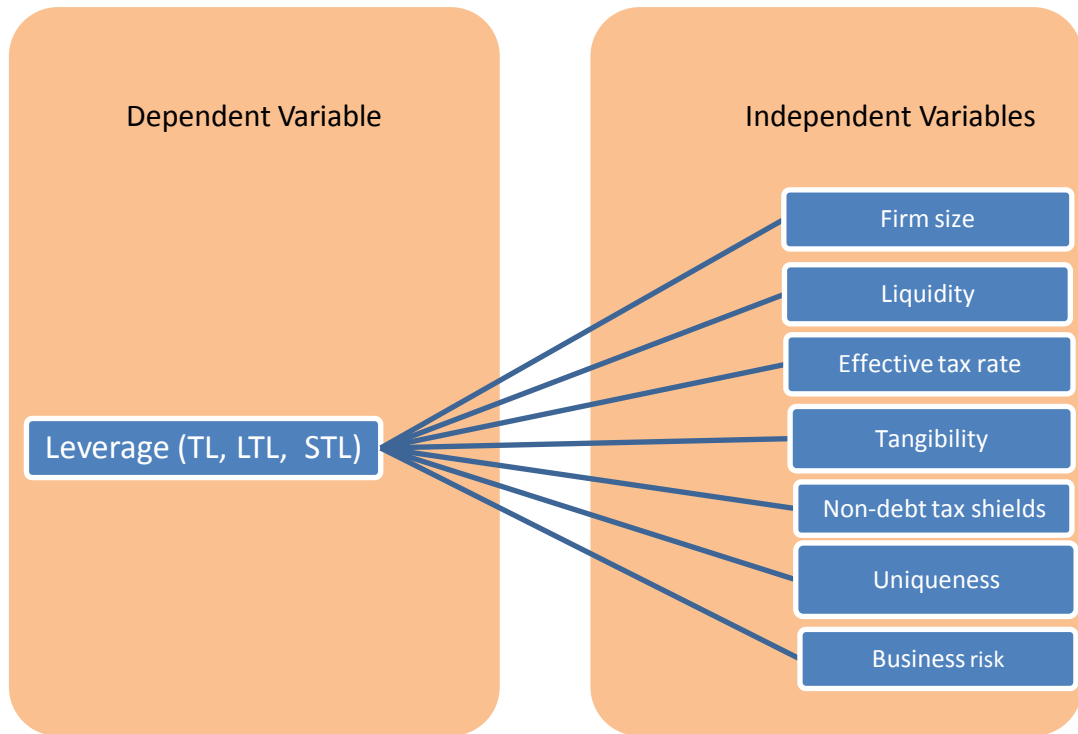 Dependent Variable
Leverage (TL, LTL,  STL)
Independent Variables
Firm size
Liquidity
Effective tax rate
Tangibility
Non-debt tax shields
Uniqueness
Business risk